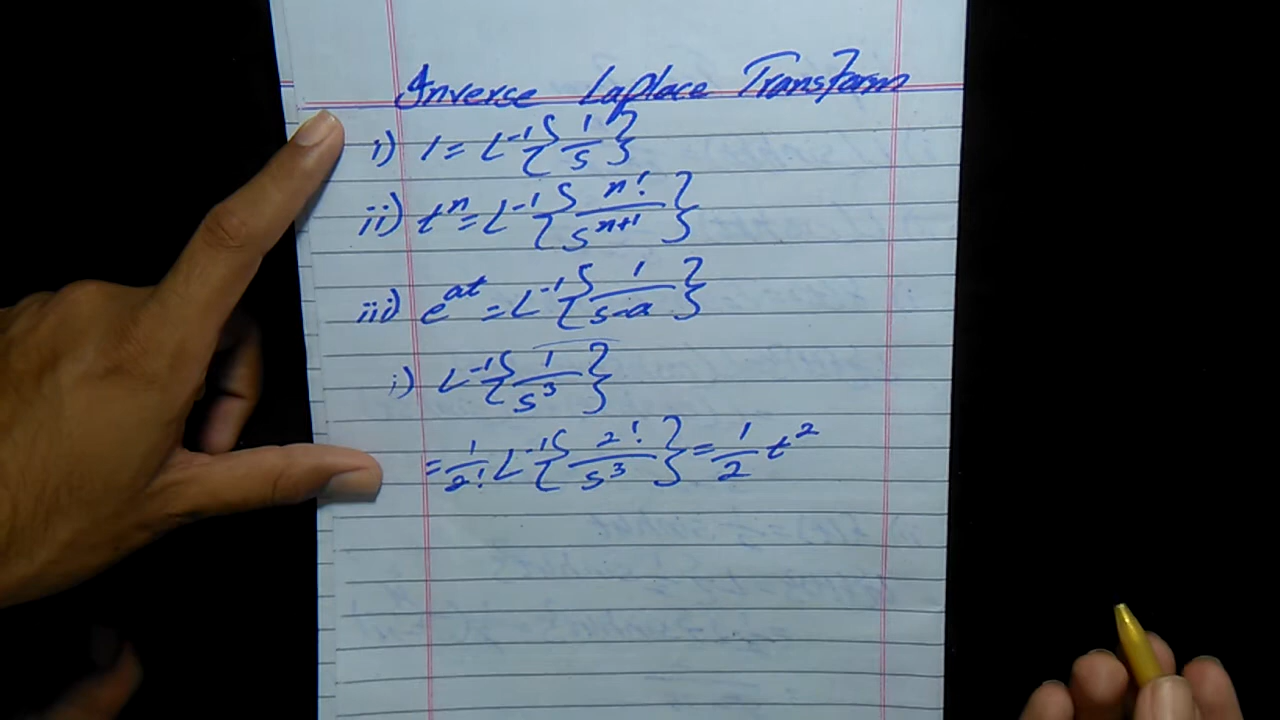 Inverse Laplace Transform
i) 1 = L⁻¹{1/s}
ii) tⁿ = L⁻¹{n!/sⁿ⁺¹}
iii) e^at = L⁻¹{1/(s-a)}
i) L⁻¹{1/s³}
= 1/2! L⁻¹{2!/s³} = 1/2 t²